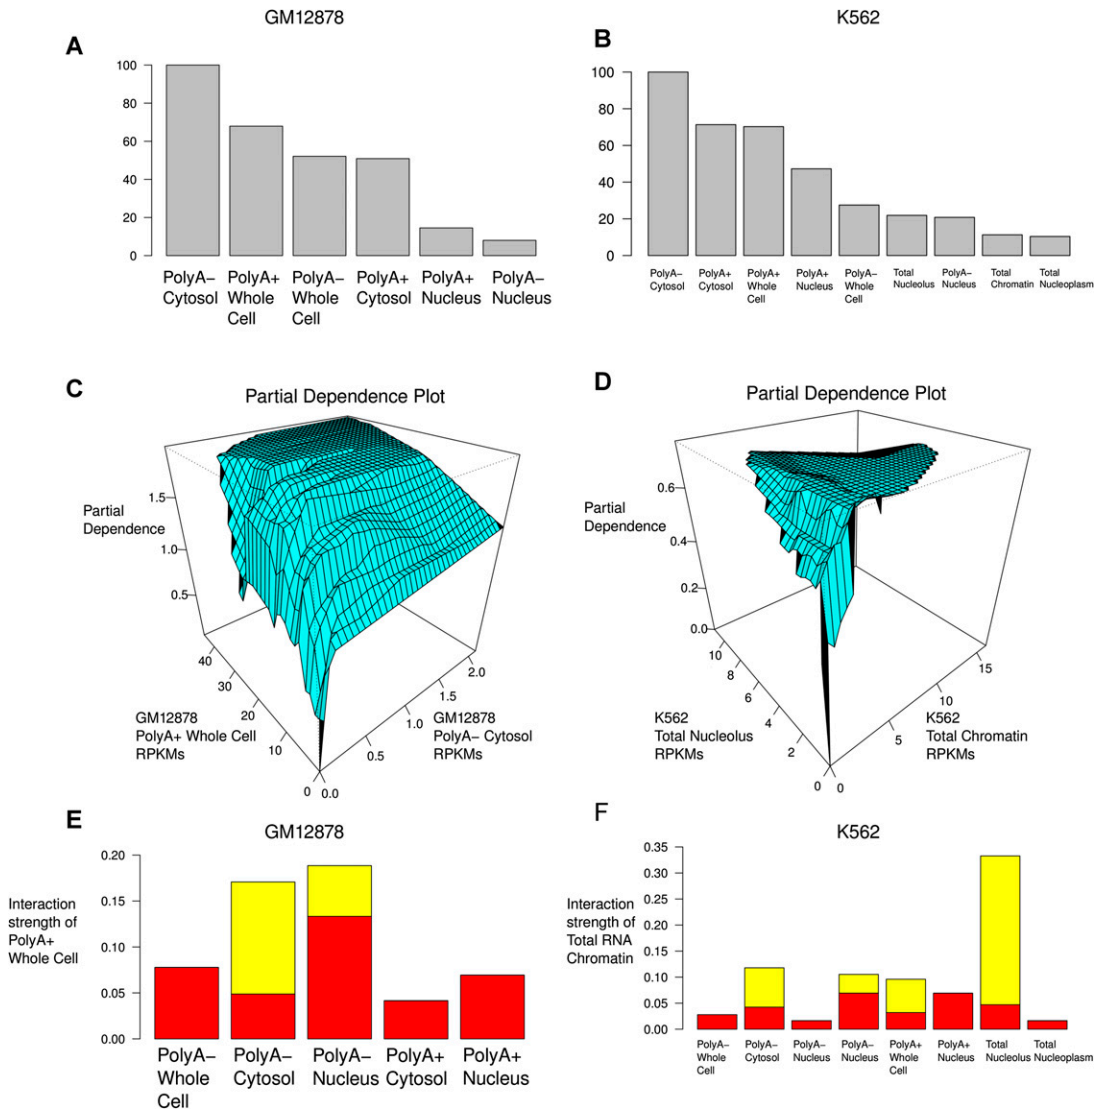 GM12878
K562
A
B
100
80
60
40
20
0
PolyA−
Cytosol
PolyA+
Whole
Cell
PolyA−
Whole
Cell
PolyA+
Cytosol
PolyA+
Nucleus
PolyA−
Nucleus
100
80
60
40
20
0
PolyA−
Cytosol
PolyA+
Cytosol
PolyA+
Whole
Cell
PolyA+
Nucleus
PolyA−
Whole
Cell
Total
Nucleolus
PolyA−
Nucleus
Total
Chromatin
Total
Nucleoplasm
C
Partial Dependence Plot
Partial
Dependence
1.5
1.0
0.5
40
30
20
10
0
0.0
0.5
1.0
1.5
2.0
GM12878
PolyA+ Whole Cell
RPKMs
GM12878
PolyA− Cytosol
RPKMs
D
Partial Dependence Plot
Partial
Dependence
0.6
0.4
0.2
0.0
10
8
6
4
2
0
0
5
10
15
K562
Total Nucleolus
RPKMs
K562
Total Chromatin
RPKMs
E
GM12878
Interaction
strength of
PolyA+
Whole Cell
0.20
0.15
0.10
0.05
0.00
PolyA−
Whole
Cell
PolyA−
Cytosol
PolyA−
Nucleus
PolyA+
Cytosol
PolyA+
Nucleus
F
K562
Interaction
strength of
Total RNA
Chromatin
0.35
0.30
0.25
0.20
0.15
0.10
0.05
0.00
PolyA−
Whole
Cell
PolyA−
Cytosol
PolyA−
Nucleus
PolyA−
Nucleus
PolyA+
Whole
Cell
PolyA+
Nucleus
Total
Nucleolus
Total
Nucleoplasm